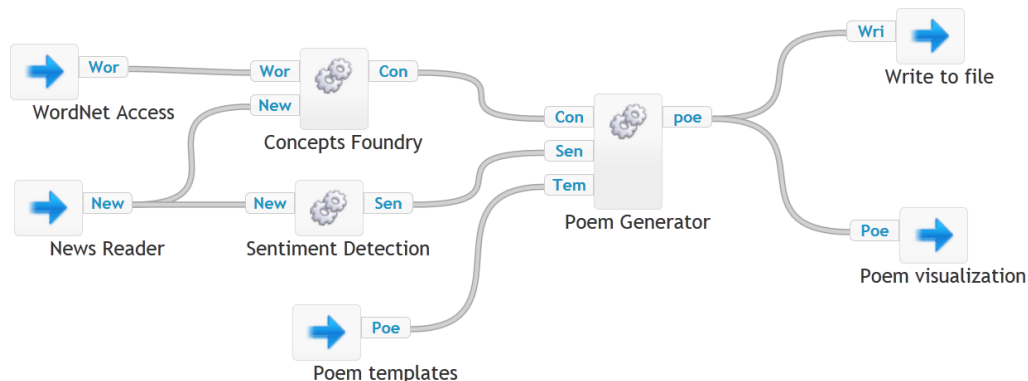 Wor
WordNet Access
Wor
New
Con
Concepts Foundry
New
News Reader
New
Sen
Sentiment Detection
Poe
Poem templates
Con
Sen
Tem
poe
Poem Generator
Wri
Write to file
Poe
Poem visualization